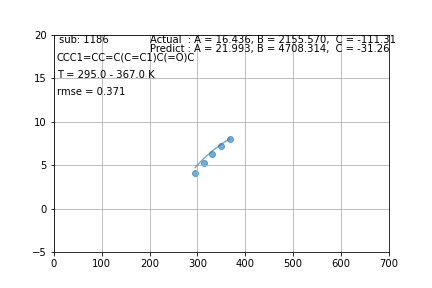 sub: 1186
Actual : A = 16.436, B = 2155.570, C = -111.31
Predict : A = 21.993, B = 4708.314, C = -31.26
CCC1=CC=C(C=C1)C(=O)C
T = 295.0 - 367.0 K
rmse = 0.371
20
15
10
5
0
−5
0 100 200 300 400 500 600 700